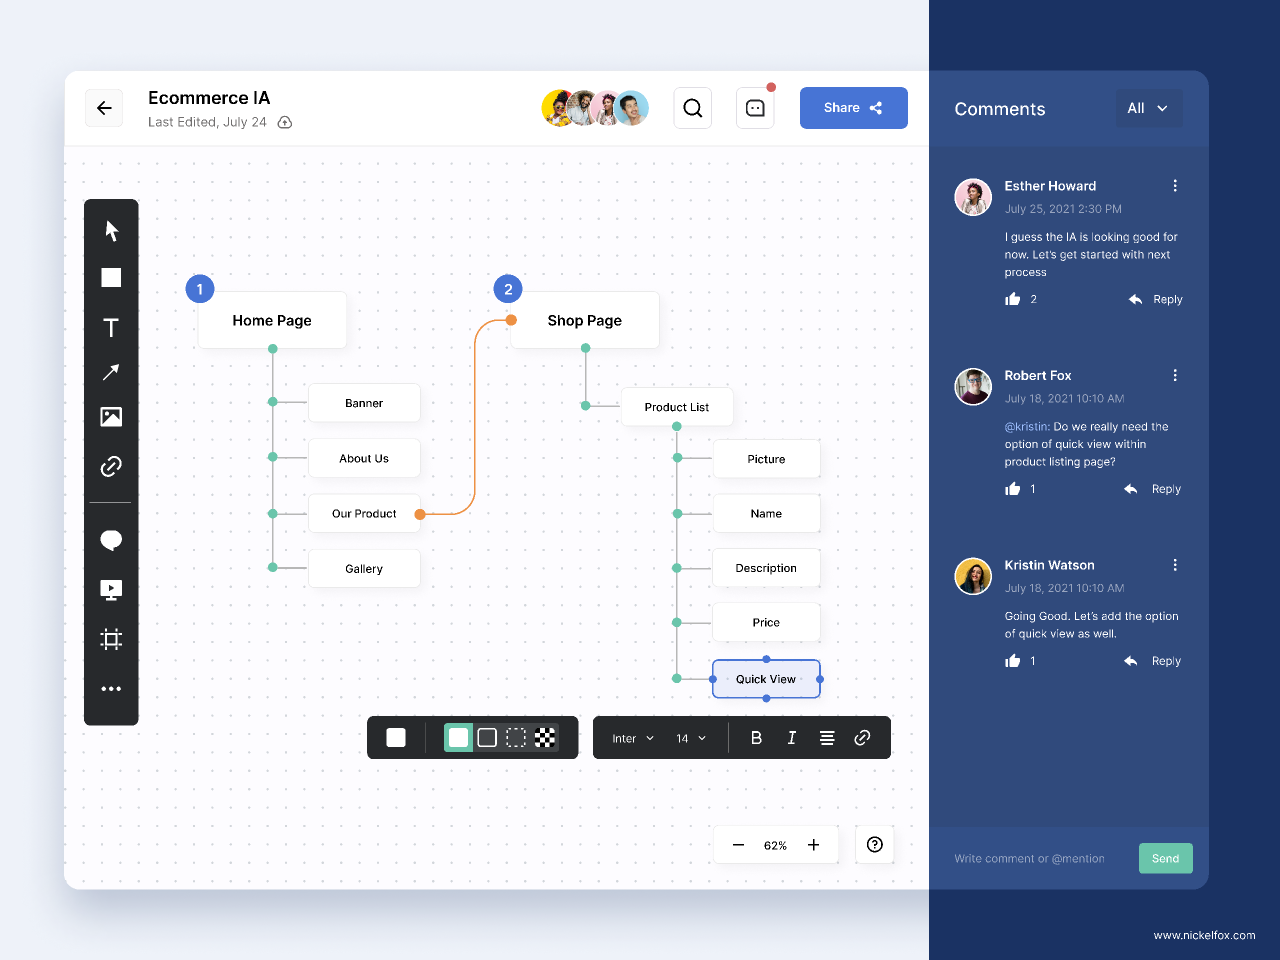 Ecommerce IA
Last Edited, July 24
Share
Comments
All
1
Home Page
Banner
About Us
Our Product
Gallery
2
Shop Page
Product List
Picture
Name
Description
Price
Quick View
Inter
14
B
I
62%
Esther Howard
July 25, 2021 2:30 PM
I guess the IA is looking good for
now. Let's get started with next
process
2
Reply
Robert Fox
July 18, 2021 10:10 AM
@kristin: Do we really need the
option of quick view within
product listing page?
1
Reply
Kristin Watson
July 18, 2021 10:10 AM
Going Good. Let's add the option
of quick view as well.
1
Reply
Write comment or @mention
Send
www.nickelfox.com